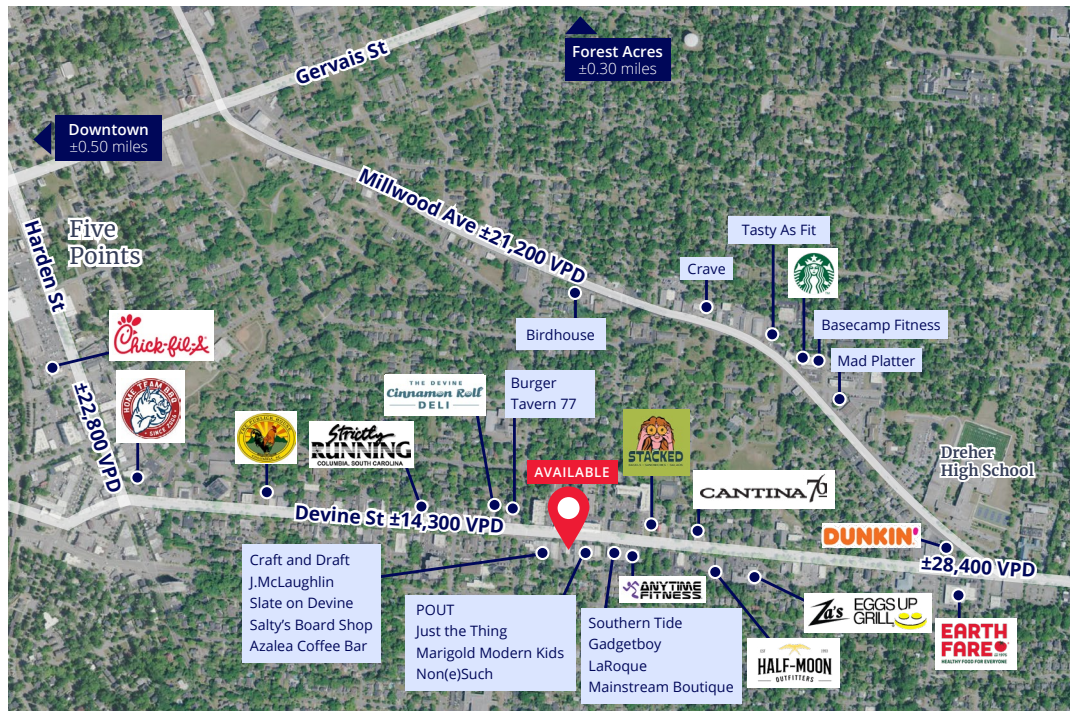 Gervais St
Forest Acres
±0.30 miles
Downtown
±0.50 miles
Millwood Ave ±21,200 VPD
Harden St
±22,800 VPD
Five
Points
Tasty As Fit
Crave
Basecamp Fitness
Mad Platter
Birdhouse
Chick-fil-A
HOME TEAM BBQ
SINCE 2006
THE DEVINE
Cinnamon Roll
DELI
Burger
Tavern 77
Strictly
RUNNING
COLUMBIA, SOUTH CAROLINA
STACKED
AVAILABLE
CANTINA 76
Dreher
High School
Devine St ±14,300 VPD
DUNKIN'
±28,400 VPD
Craft and Draft
J.McLaughlin
Slate on Devine
Salty's Board Shop
Azalea Coffee Bar
POUT
Just the Thing
Marigold Modern Kids
Non(e)Such
ANYTIME
FITNESS
Southern Tide
Gadgetboy
LaRoque
Mainstream Boutique
Za's
EGGS UP
GRILL
HALF-MOON
OUTFITTERS
EARTH
FARE
HEALTHY FOOD FOR EVERYONE